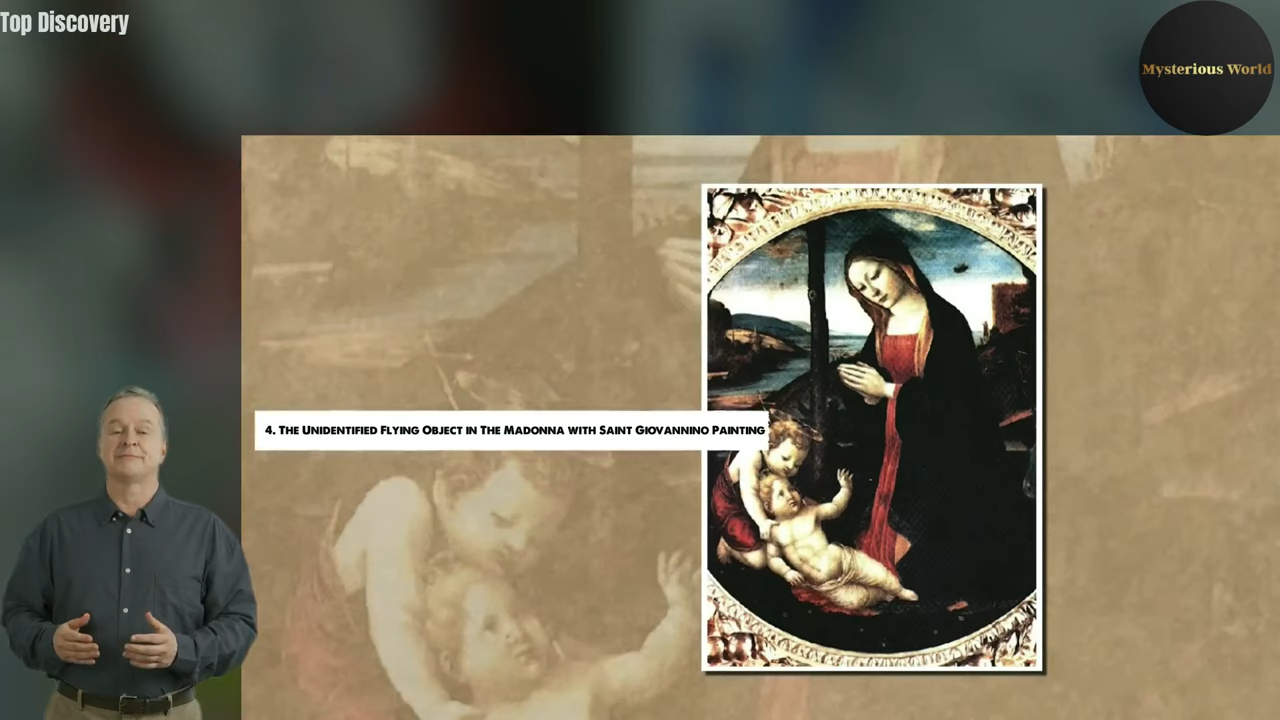 Top Discovery
Mysterious World
4. The Unidentified Flying Object in The Madonna with Saint Giovannino Painting